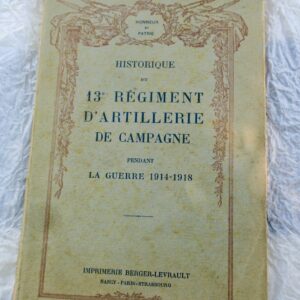 HONNEUR
ET
PATRIE
HISTORIQUE
DU
13e RÉGIMENT
D'ARTILLERIE
DE CAMPAGNE
PENDANT
LA GUERRE 1914-1918
IMPRIMERIE BERGER-LEVRAULT
NANCY-PARIS-STRASBOURG